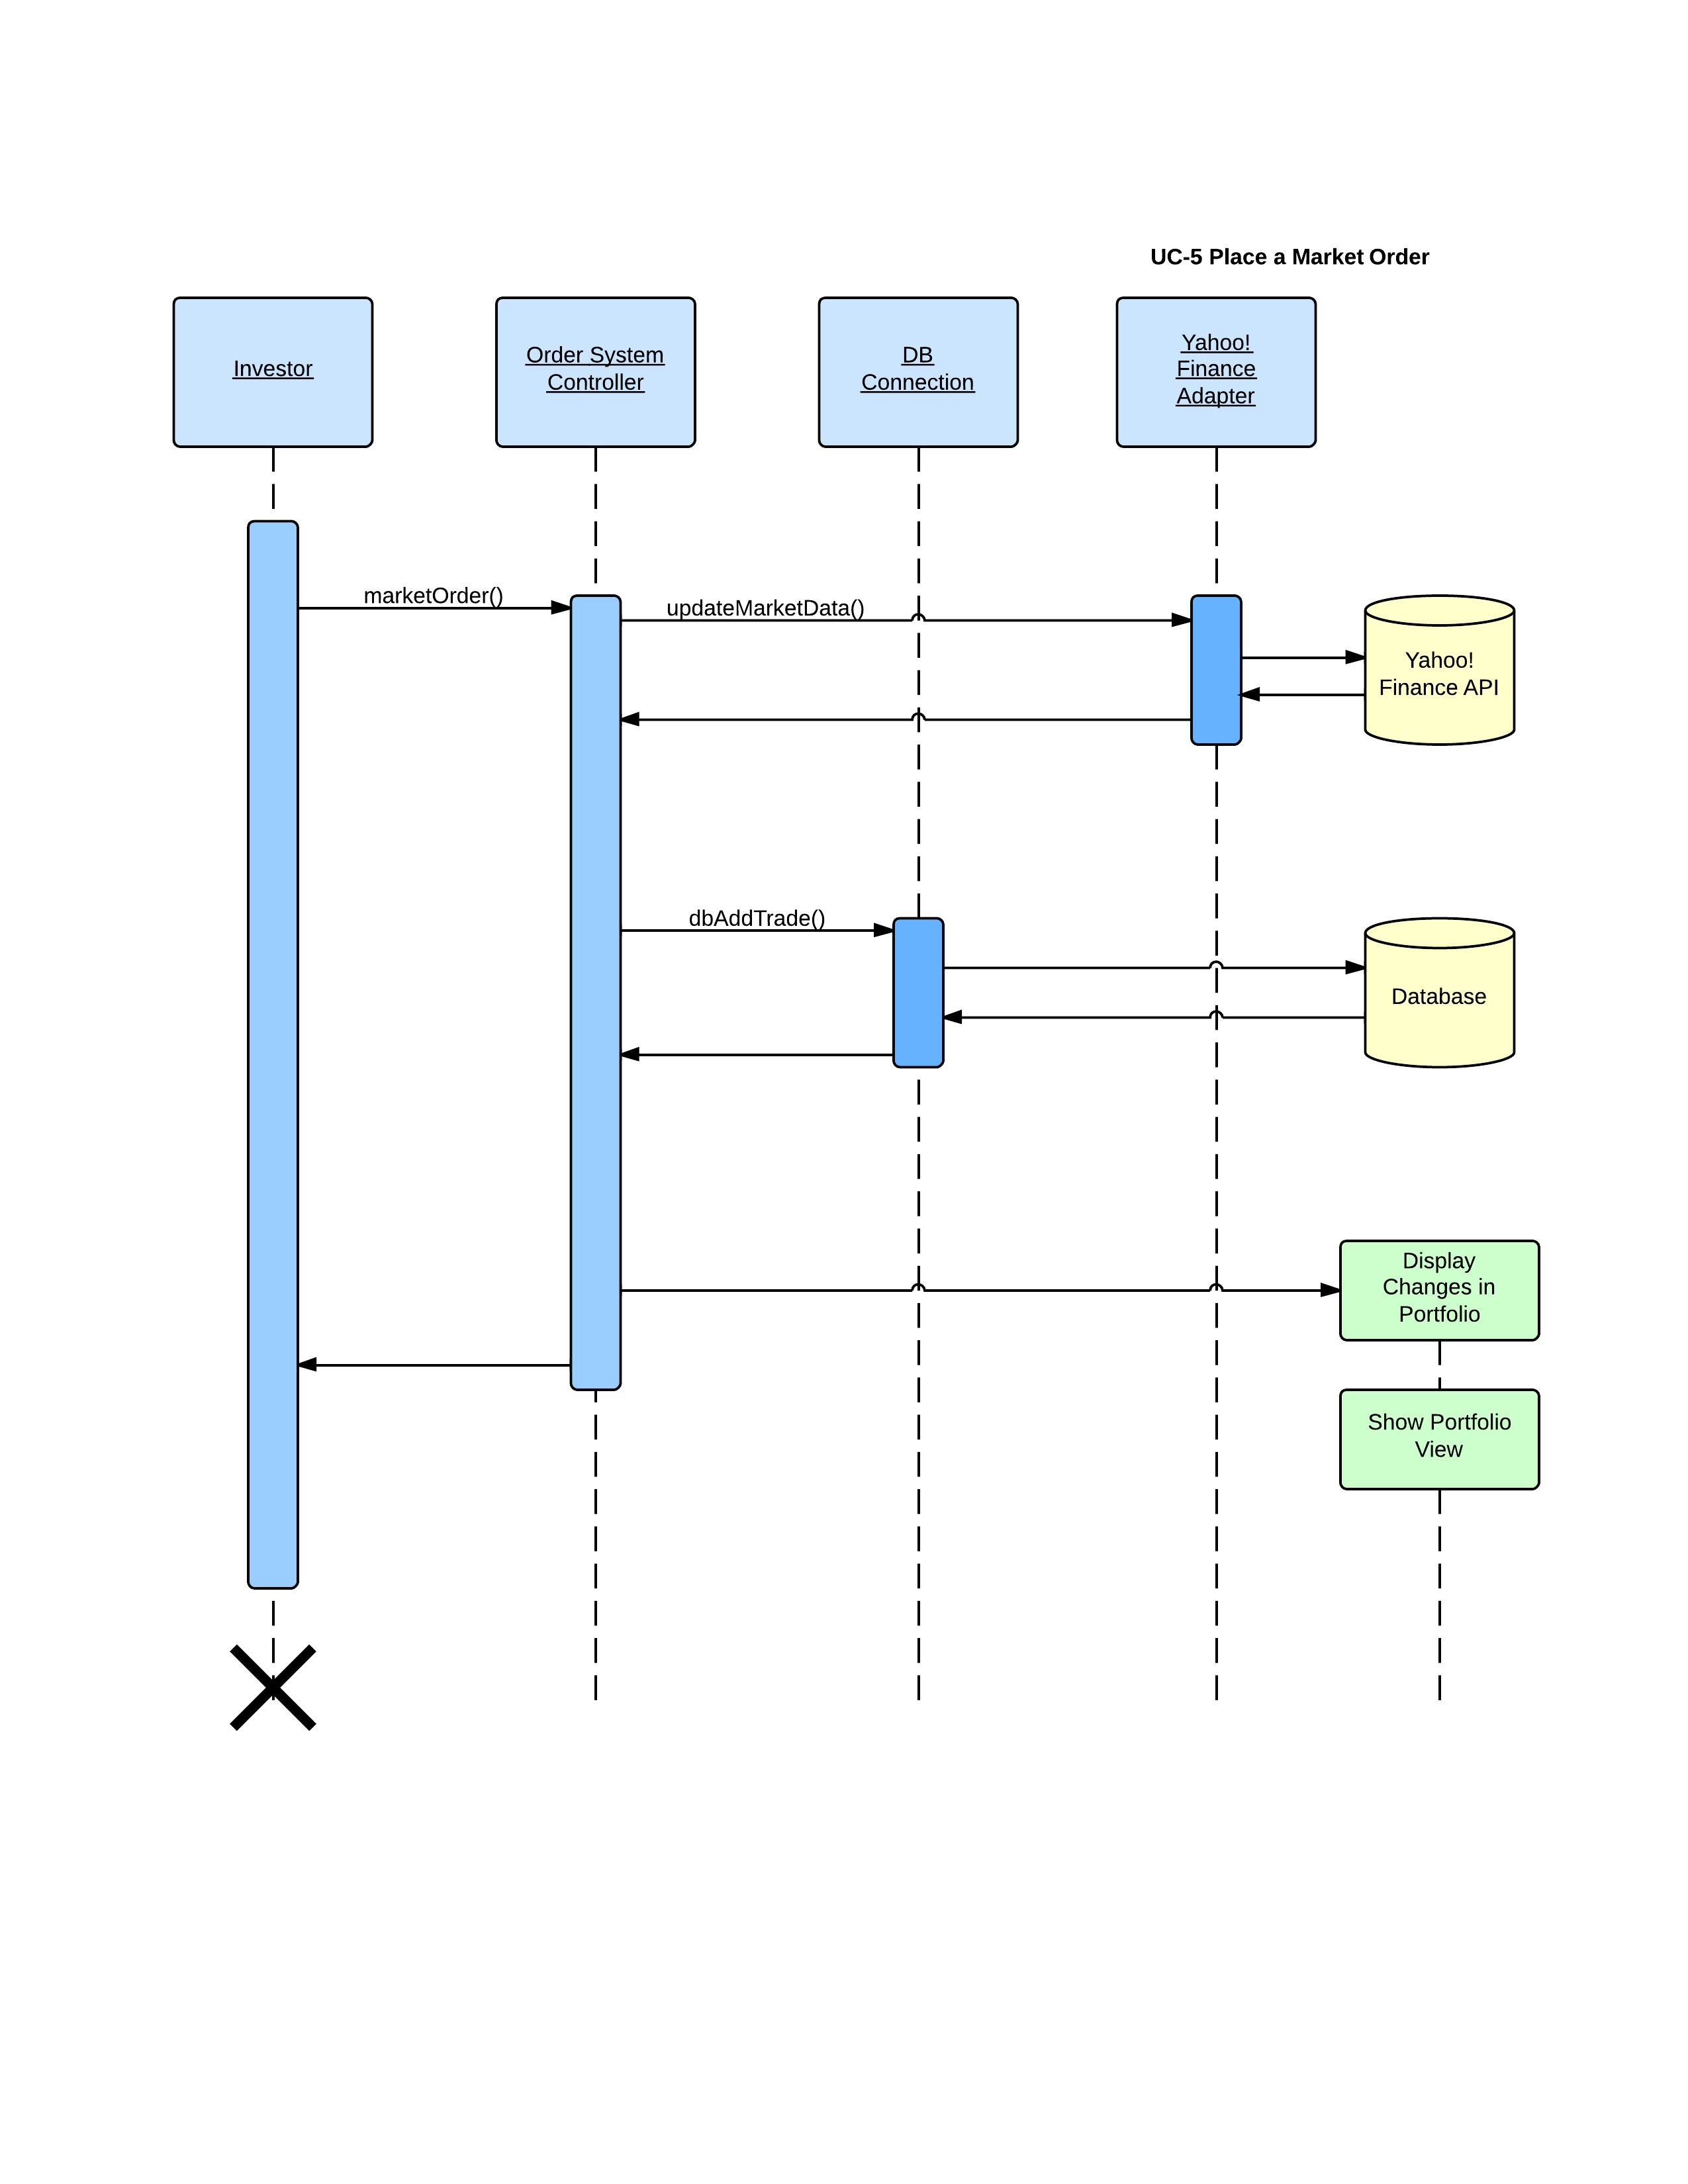 UC-5 Place a Market Order
Investor
Order System
Controller
DB
Connection
Yahoo!
Finance
Adapter
marketOrder()
updateMarketData()
Yahoo!
Finance API
dbAddTrade()
Database
Display
Changes in
Portfolio
Show Portfolio
View